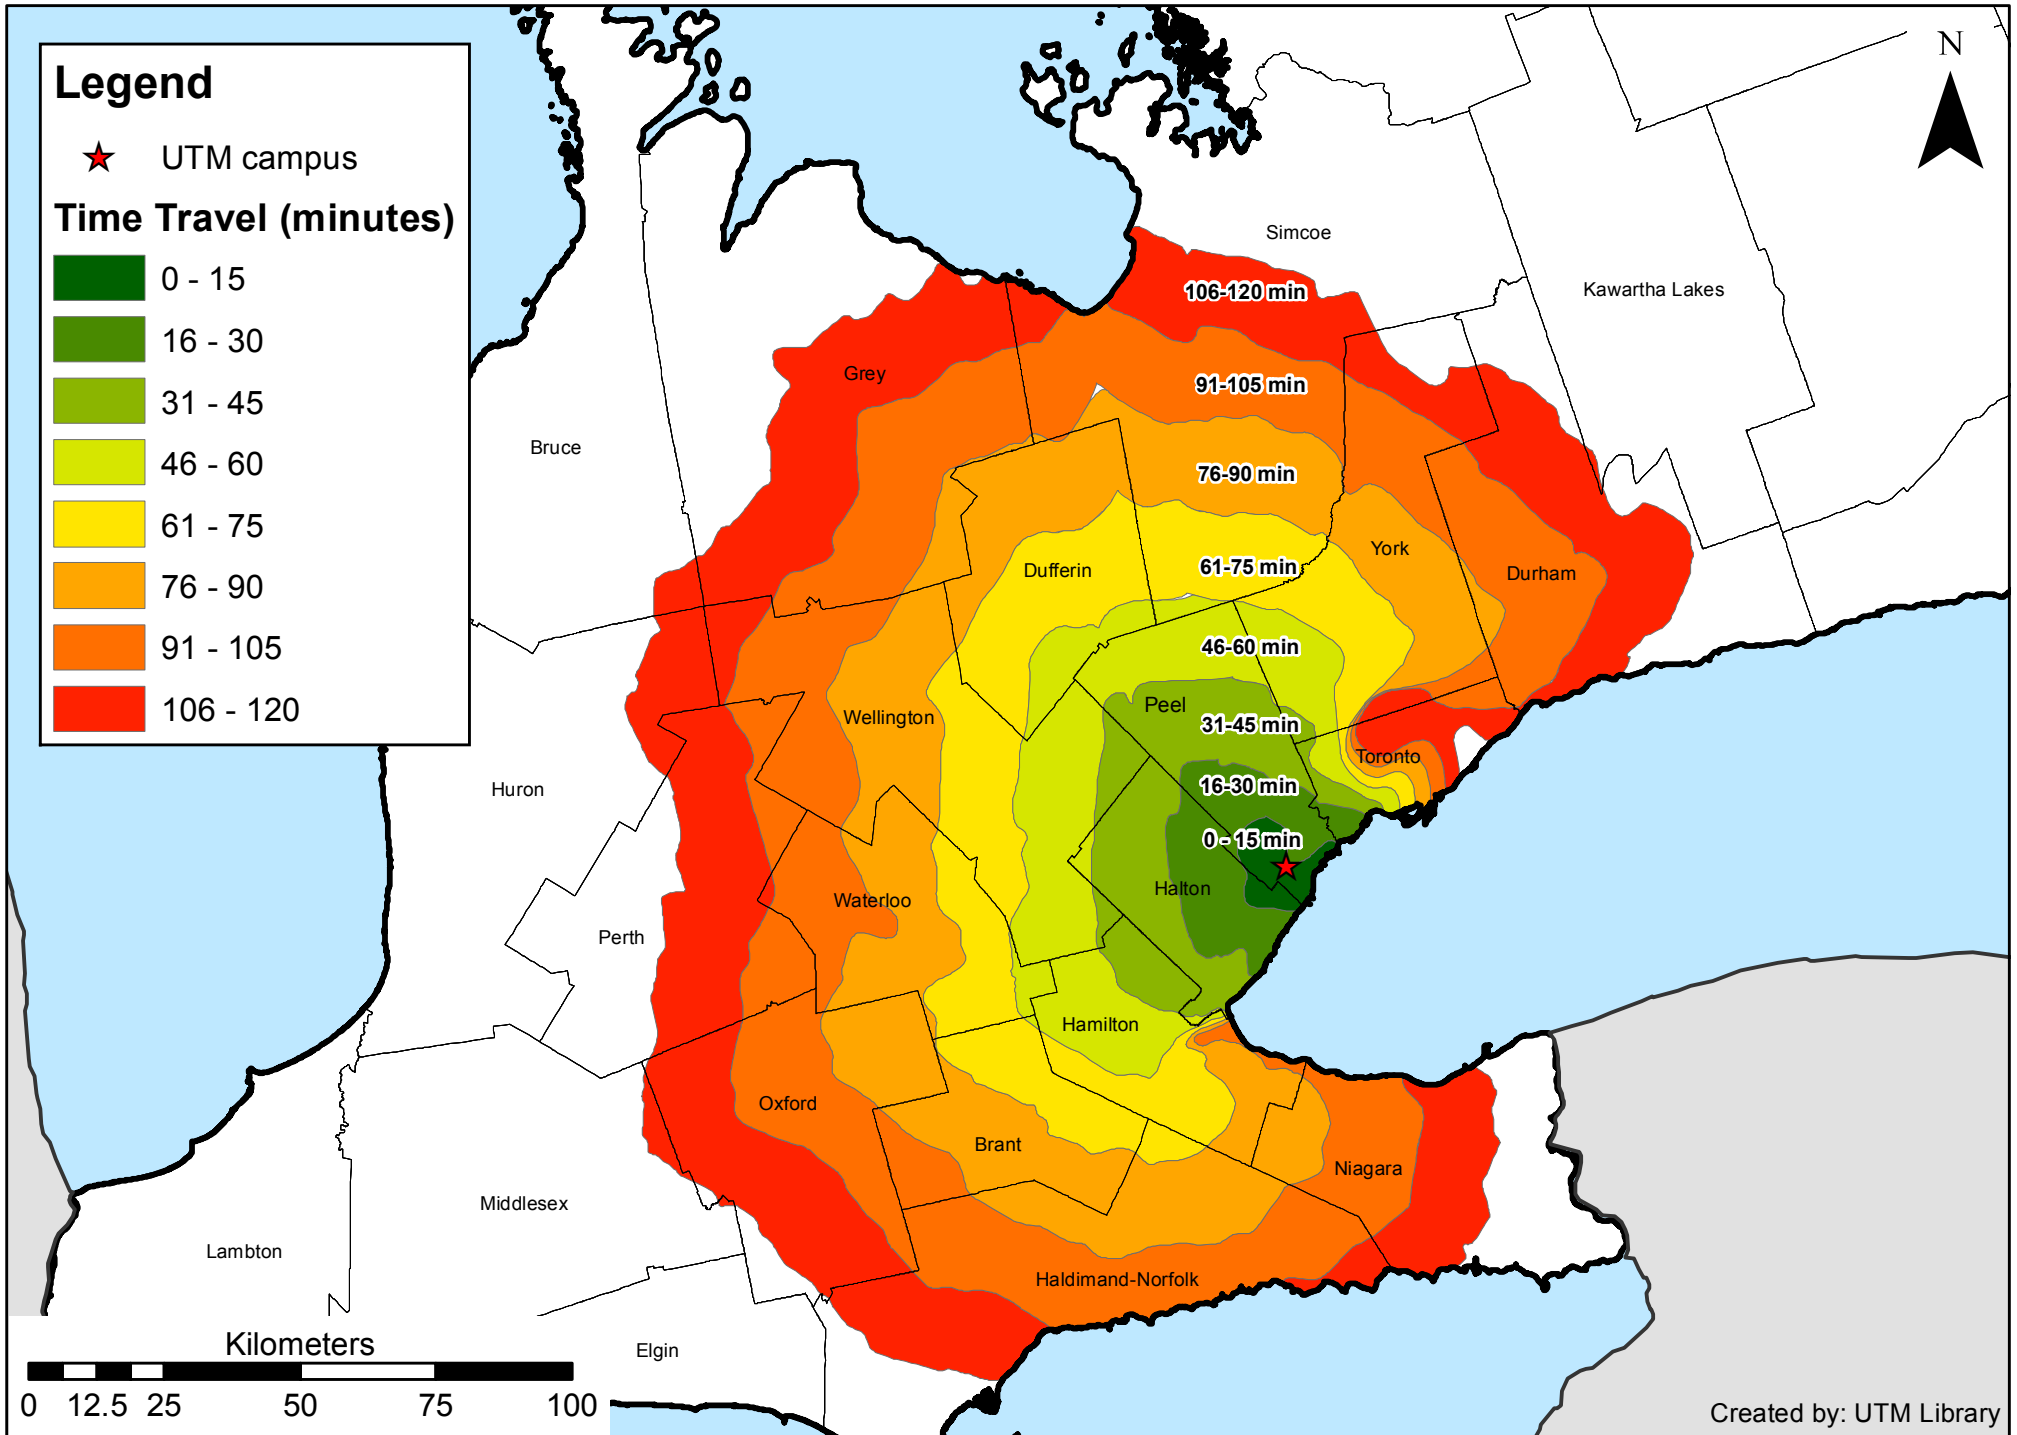 Legend
UTM campus
Time Travel (minutes)
0 - 15
16 - 30
31 - 45
46 - 60
61 - 75
76 - 90
91 - 105
106 - 120
N
Simcoe
Kawartha Lakes
106-120 min
Grey
91-105 min
Bruce
76-90 min
York
Dufferin
61-75 min
Durham
46-60 min
Peel
Wellington
31-45 min
Toronto
Huron
16-30 min
0 - 15 min
Halton
Waterloo
Perth
Hamilton
Oxford
Brant
Niagara
Middlesex
Lambton
Haldimand-Norfolk
Elgin
Kilometers
0 12.5 25 50 75 100
Created by: UTM Library